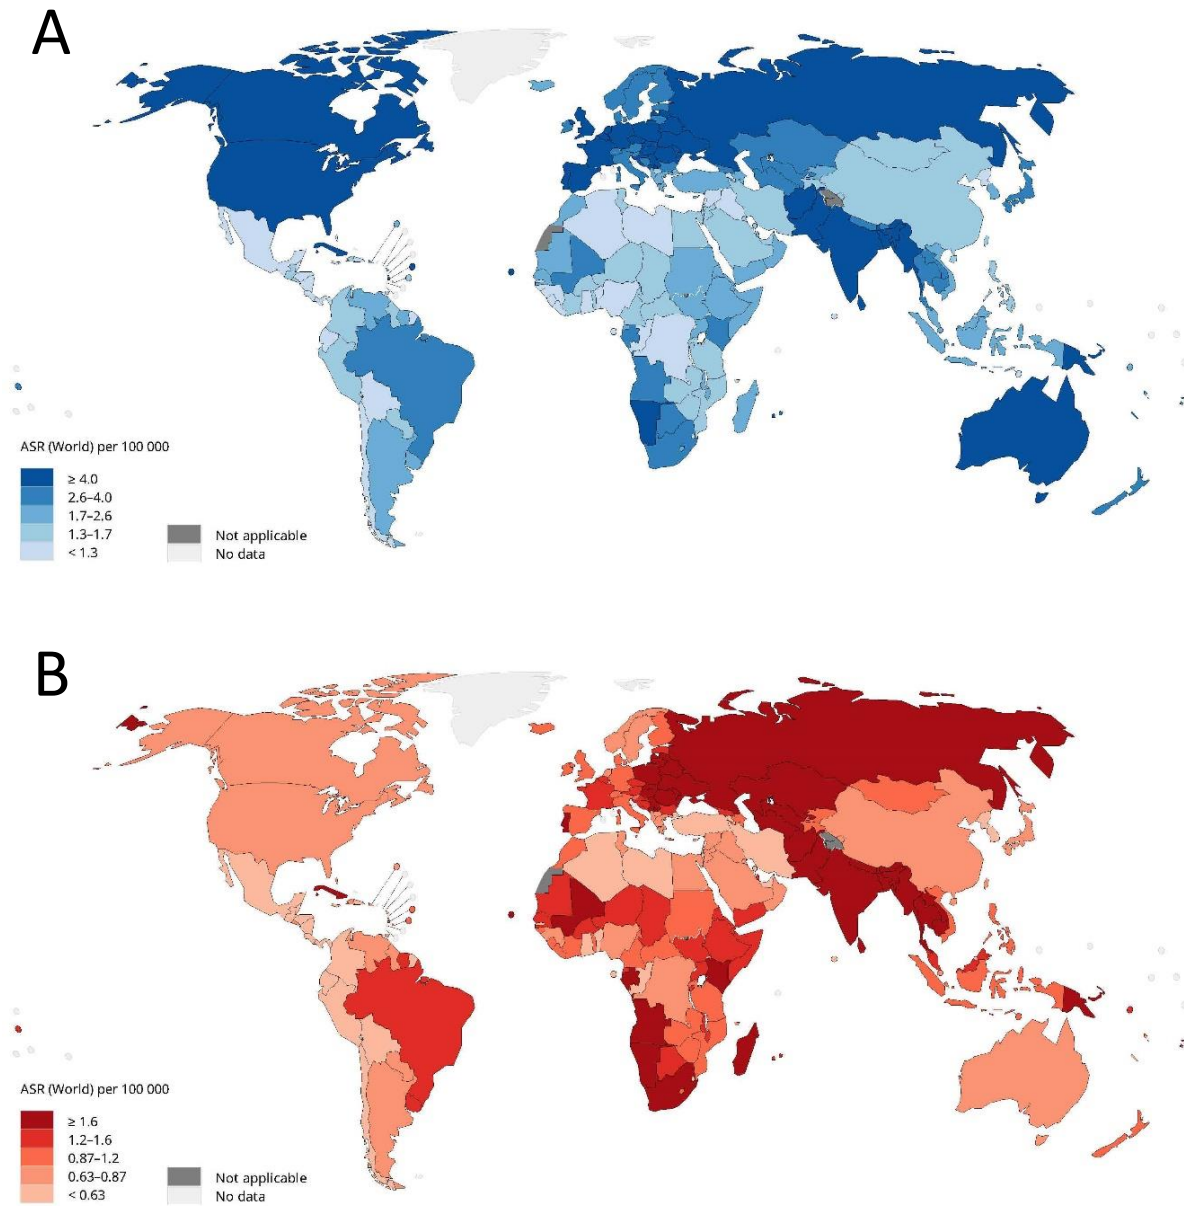 A
ASR (World) per 100 000
≥ 4.0
2.6–4.0
1.7–2.6
1.3–1.7
< 1.3
Not applicable
No data
B
ASR (World) per 100 000
≥ 1.6
1.2–1.6
0.87–1.2
0.63–0.87
< 0.63
Not applicable
No data